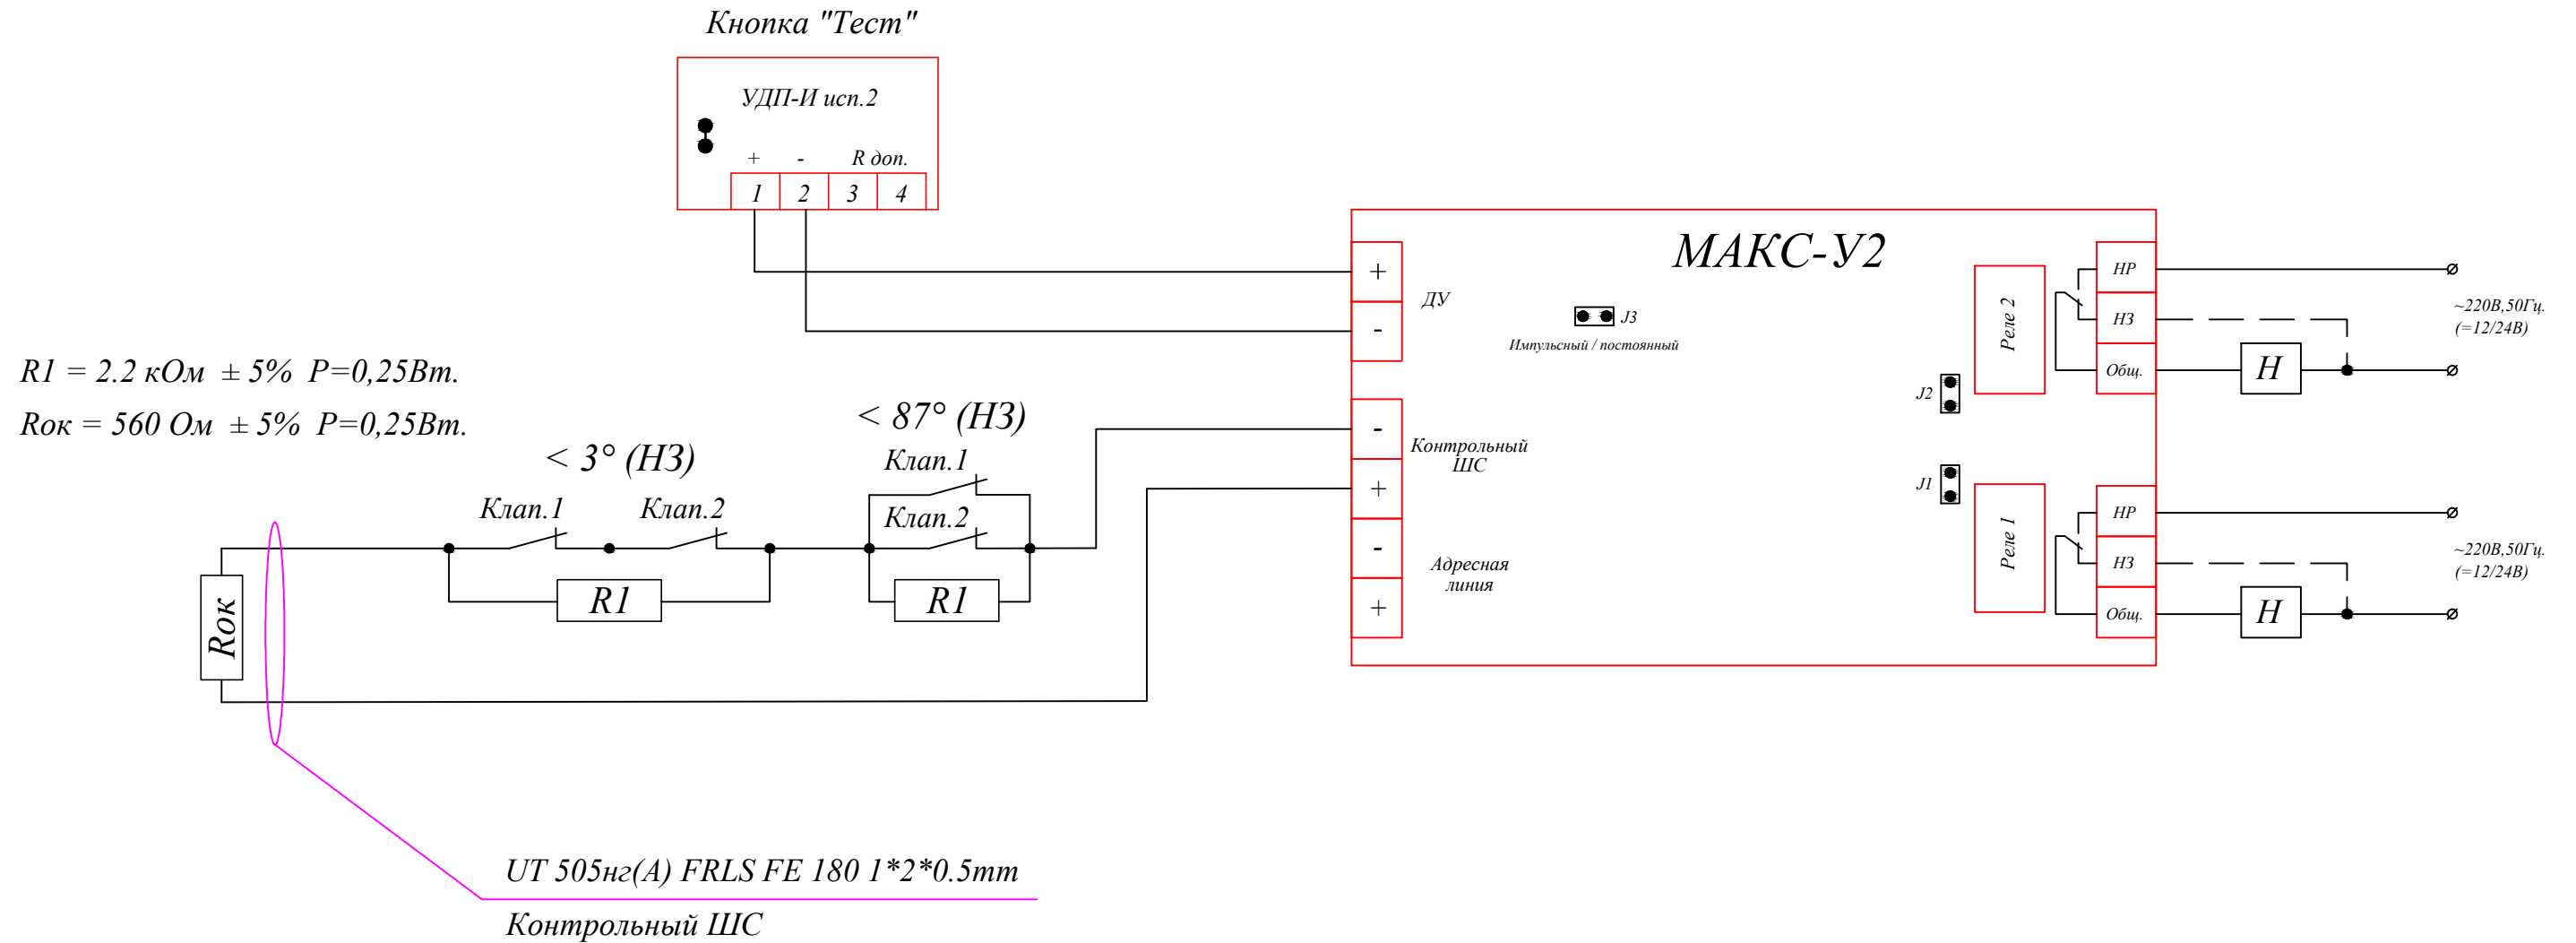 Кнопка "Тест"
УДП-И исп.2
+ - R доп.
1 2 3 4
МАКС-У2
+
ДУ
-
J3
Импульсный / постоянный
-
Контрольный
ШС
+
-
Адресная
линия
+
Реле 2
J2
НР
НЗ
Общ.
Н
~220В,50Гц.
(=12/24В)
J1
Реле 1
НР
НЗ
Общ.
Н
~220В,50Гц.
(=12/24В)
R1 = 2.2 кОм ± 5% P=0,25Вт.
Rок = 560 Ом ± 5% P=0,25Вт.
< 3° (НЗ)
Клап.1 Клап.2
R1
< 87° (НЗ)
Клап.1
Клап.2
R1
Rок
UT 505нг(А) FRLS FE 180 1*2*0.5mm
Контрольный ШС